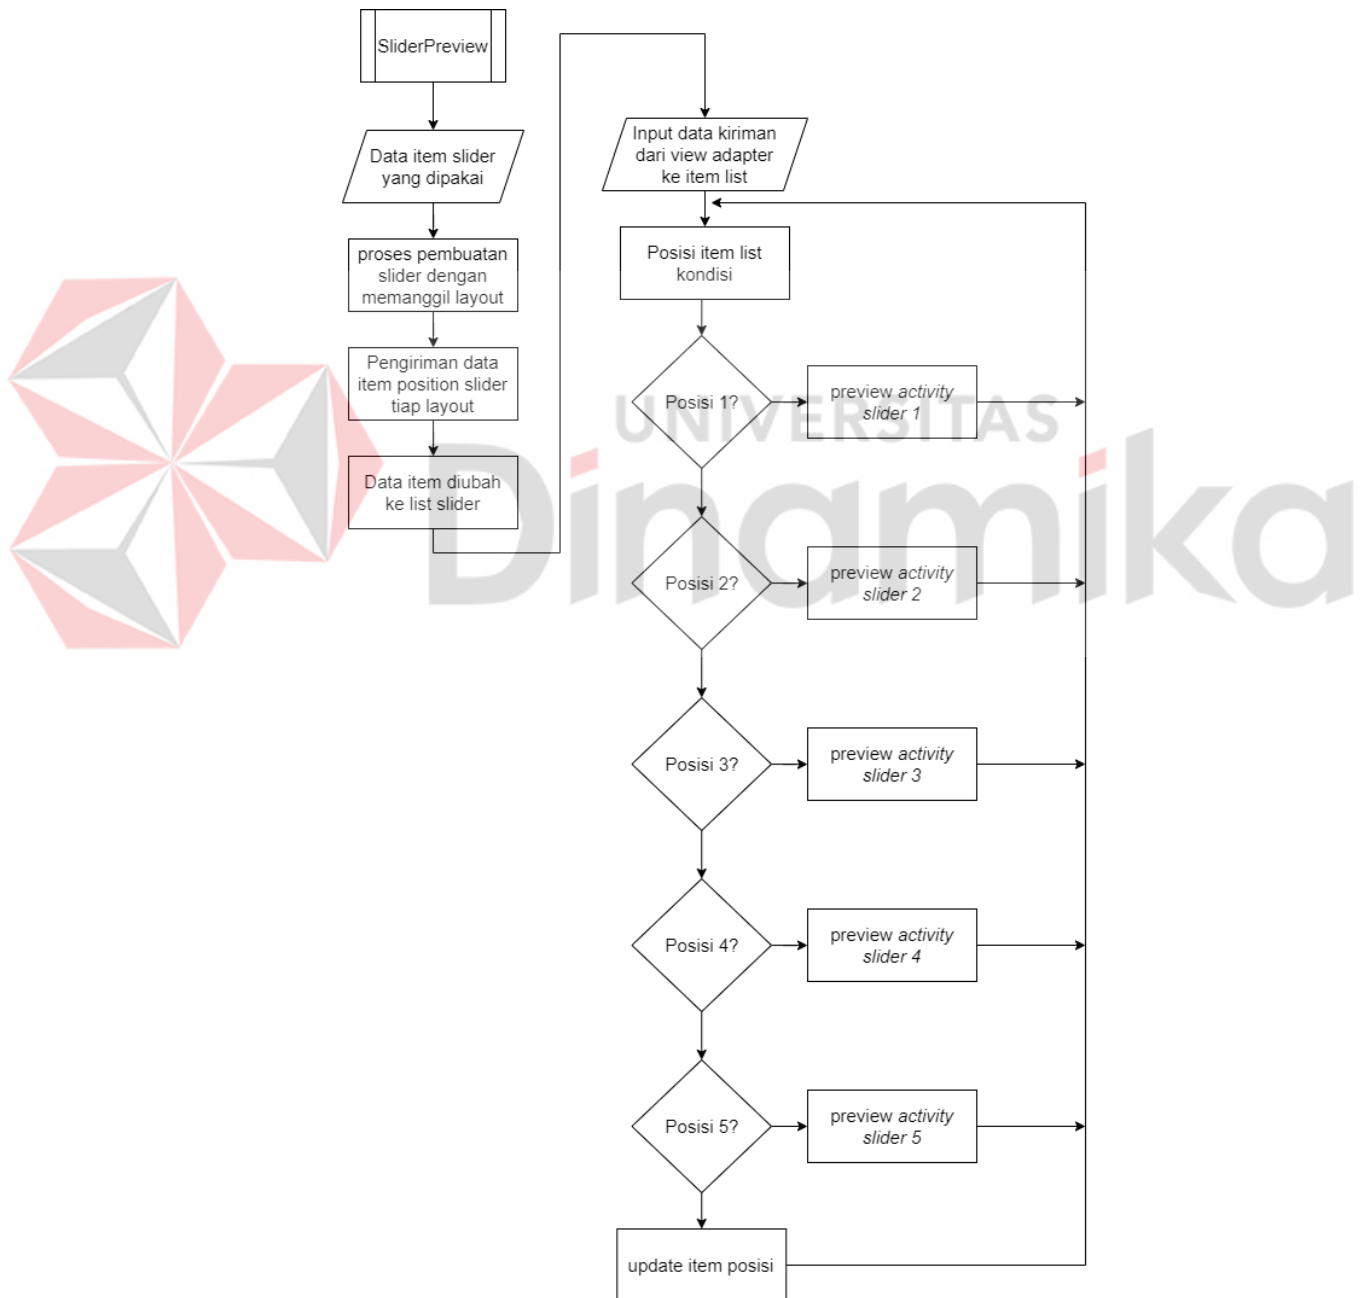 SliderPreview
Data item slider
yang dipakai
proses pembuatan
slider dengan
memanggil layout
Pengiriman data
item position slider
tiap layout
Data item diubah
ke list slider
Input data kiriman
dari view adapter
ke item list
Posisi item list
kondisi
Posisi 1?
preview activity
slider 1
Posisi 2?
preview activity
slider 2
Posisi 3?
preview activity
slider 3
Posisi 4?
preview activity
slider 4
Posisi 5?
preview activity
slider 5
update item posisi
UNIVERSITAS
Dinamika